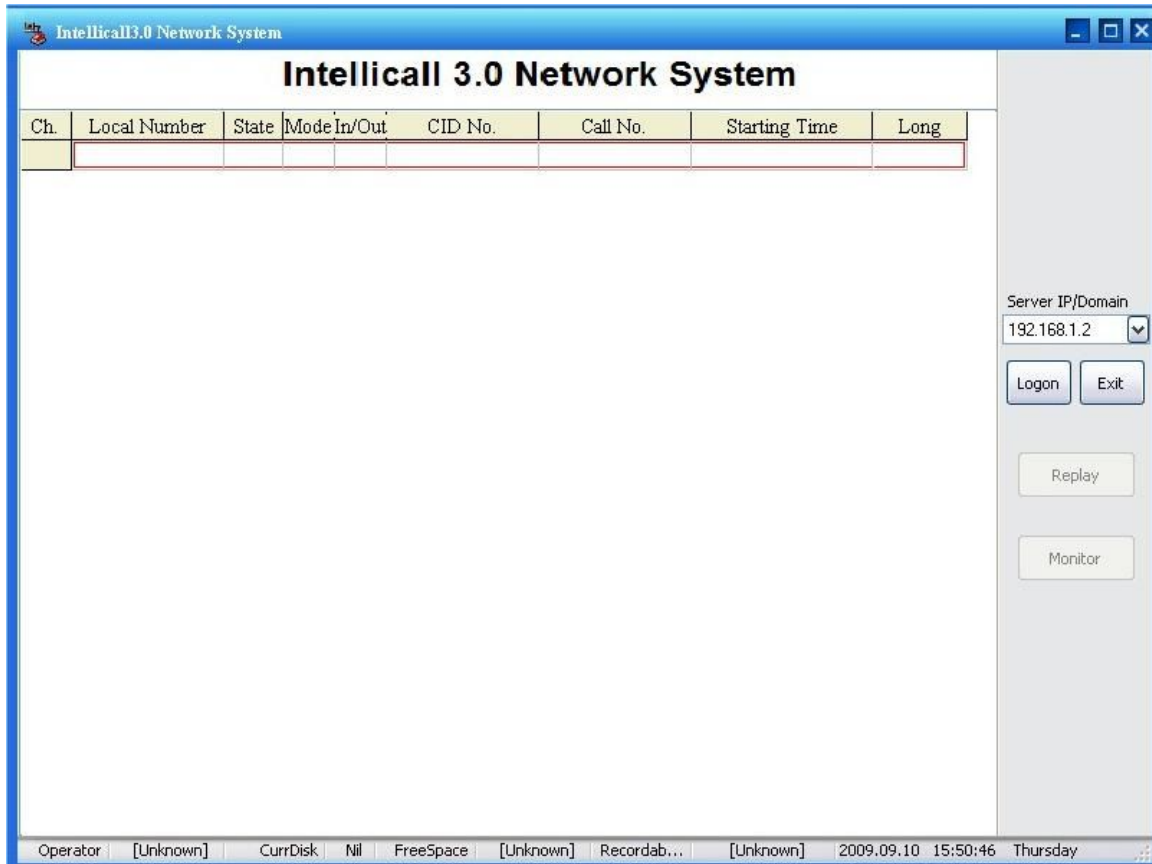 Intellicall3.0 Network System
Intellicall 3.0 Network System
Ch. Local Number State Mode In/Out CID No. Call No. Starting Time Long
Server IP/Domain
192.168.1.2
Logon Exit
Replay
Monitor
Operator [Unknown] CurrDisk Nil FreeSpace [Unknown] Recordab... [Unknown] 2009.09.10 15:50:46 Thursday